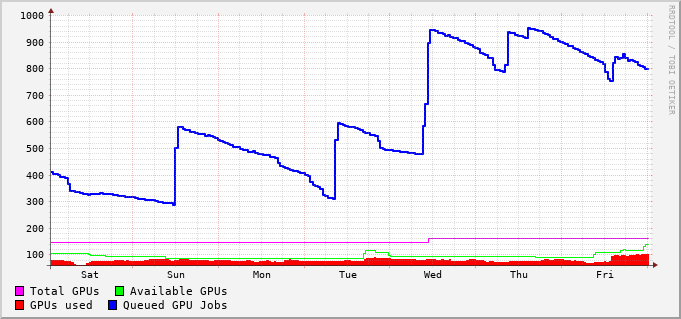 1000
900
800
700
600
500
400
300
200
100
Sat Sun Mon Tue Wed Thu Fri
Total GPUs Available GPUs
GPUs used Queued GPU Jobs
RRDTOOL / TOBI OETIKER